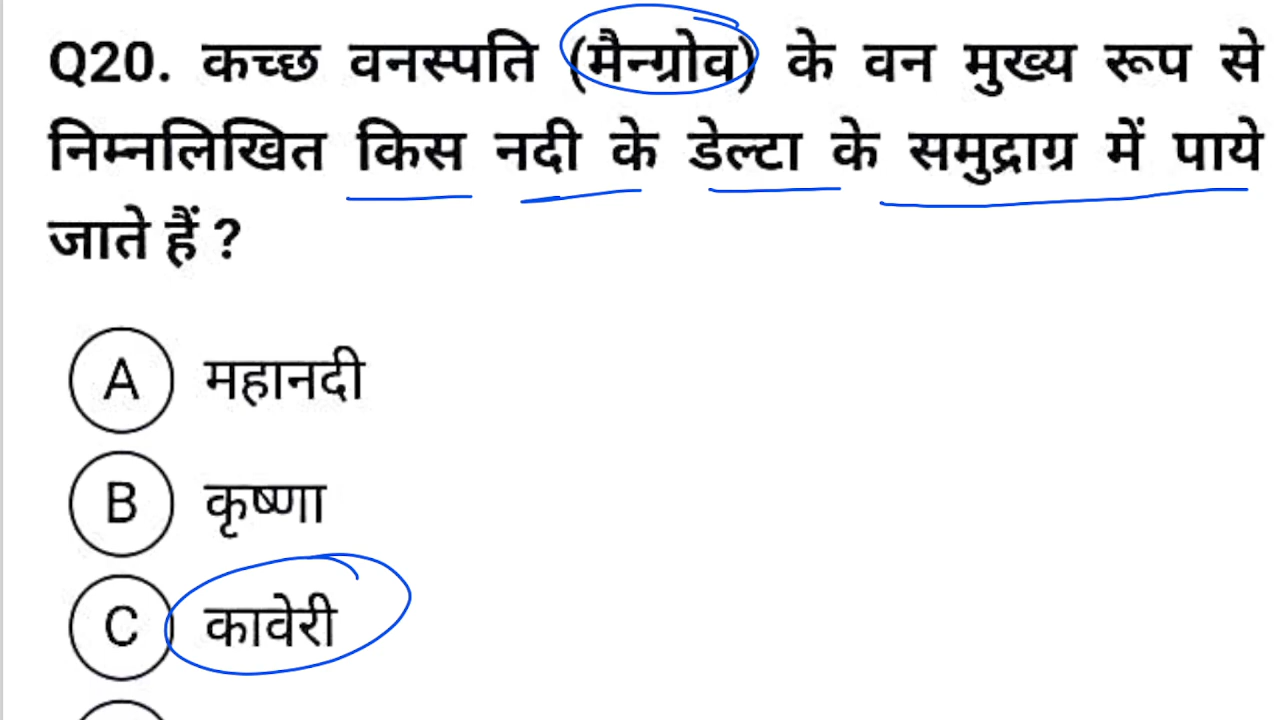 Q20. कच्छ वनस्पति (मैन्ग्रोव) के वन मुख्य रूप से
निम्नलिखित किस नदी के डेल्टा के समुद्राग्र में पाये
जाते हैं ?
A महानदी
B कृष्णा
C कावेरी